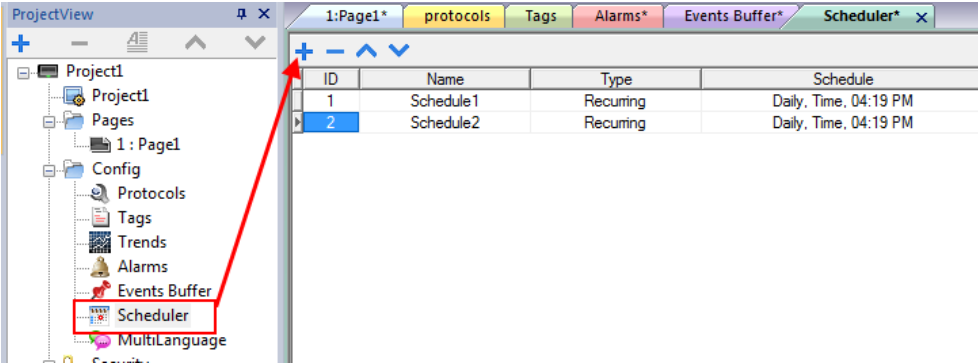 ProjectView
1:Page1* protocols Tags Alarms* Events Buffer* Scheduler*
Project1
Project1
Pages
1 : Page1
Config
Protocols
Tags
Trends
Alarms
Events Buffer
Scheduler
MultiLanguage
Security
ID Name Type Schedule
1 Schedule1 Recurring Daily, Time, 04:19 PM
2 Schedule2 Recurring Daily, Time, 04:19 PM